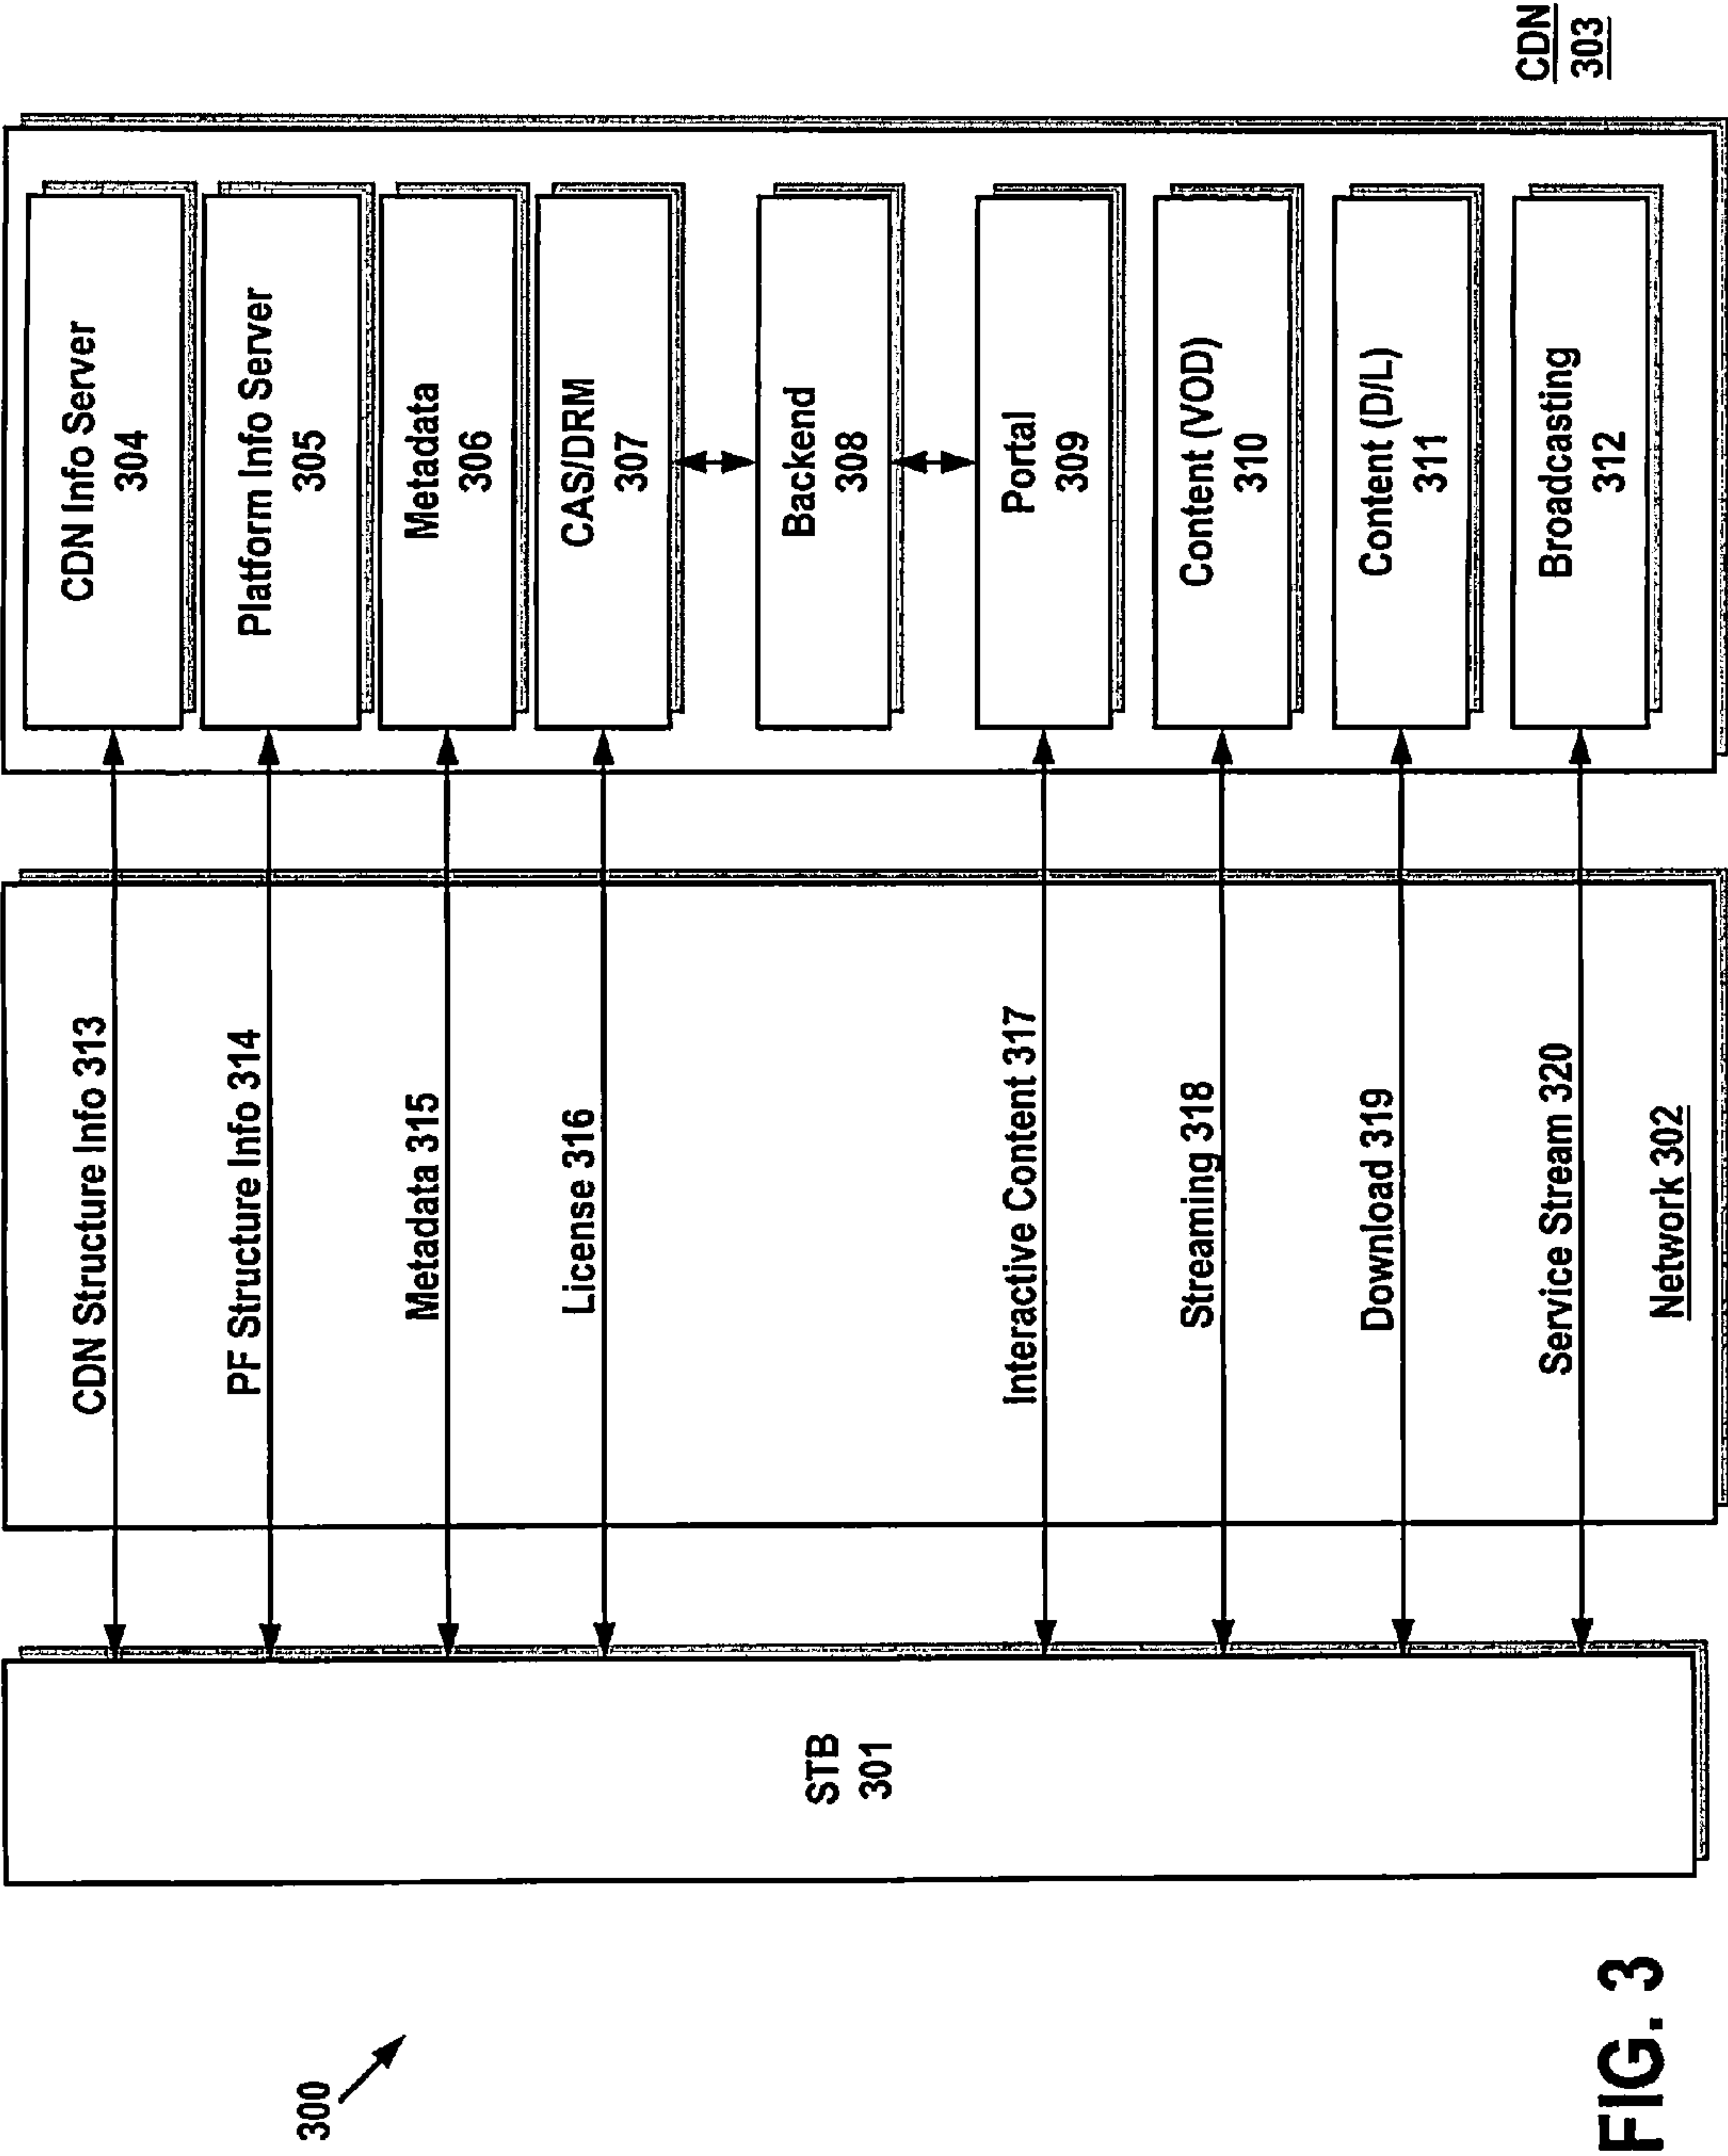 300
STB
301
CDN Structure Info 313
PF Structure Info 314
Metadata 315
License 316
Interactive Content 317
Streaming 318
Download 319
Service Stream 320
Network 302
CDN Info Server
304
Platform Info Server
305
Metadata
306
CAS/DRM
307
Backend
308
Portal
309
Content (VOD)
310
Content (D/L)
311
Broadcasting
312
CDN
303
FIG. 3